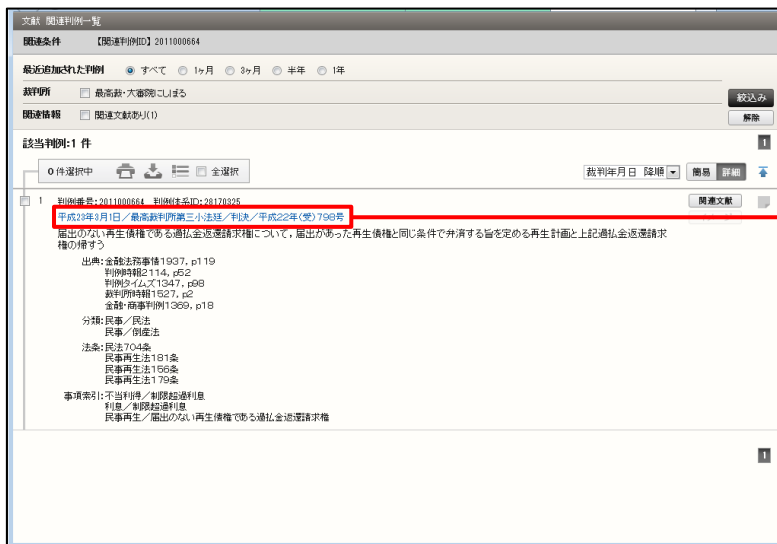 文献 関連判例一覧
関連条件 【関連判例ID】2011000664
最近追加された判例 すべて 1ヶ月 3ヶ月 半年 1年
裁判所 最高裁・大審院にしぼる
絞込み
関連情報 関連文献あり(1)
解除
該当判例:1 件
1
0 件選択中 全選択
裁判年月日 降順 簡易 詳細
1 判例番号:2011000664 判例体系ID:28170325
関連文献
平成23年3月1日／最高裁判所第三小法廷／判決／平成22年(受)798号
届出のない再生債権である過払金返還請求権について，届出があった再生債権と同じ条件で弁済する旨を定める再生計画と上記過払金返還請求
権の帰すう
出典:金融法務事情1937，p119
判例時報2114，p52
判例タイムズ1347，p98
裁判所時報1527，p2
金融・商事判例1369，p18
分類:民事／民法
民事／倒産法
法条:民法704条
民事再生法181条
民事再生法156条
民事再生法179条
事項索引:不当利得／制限超過利息
利息／制限超過利息
民事再生／届出のない再生債権である過払金返還請求権
1